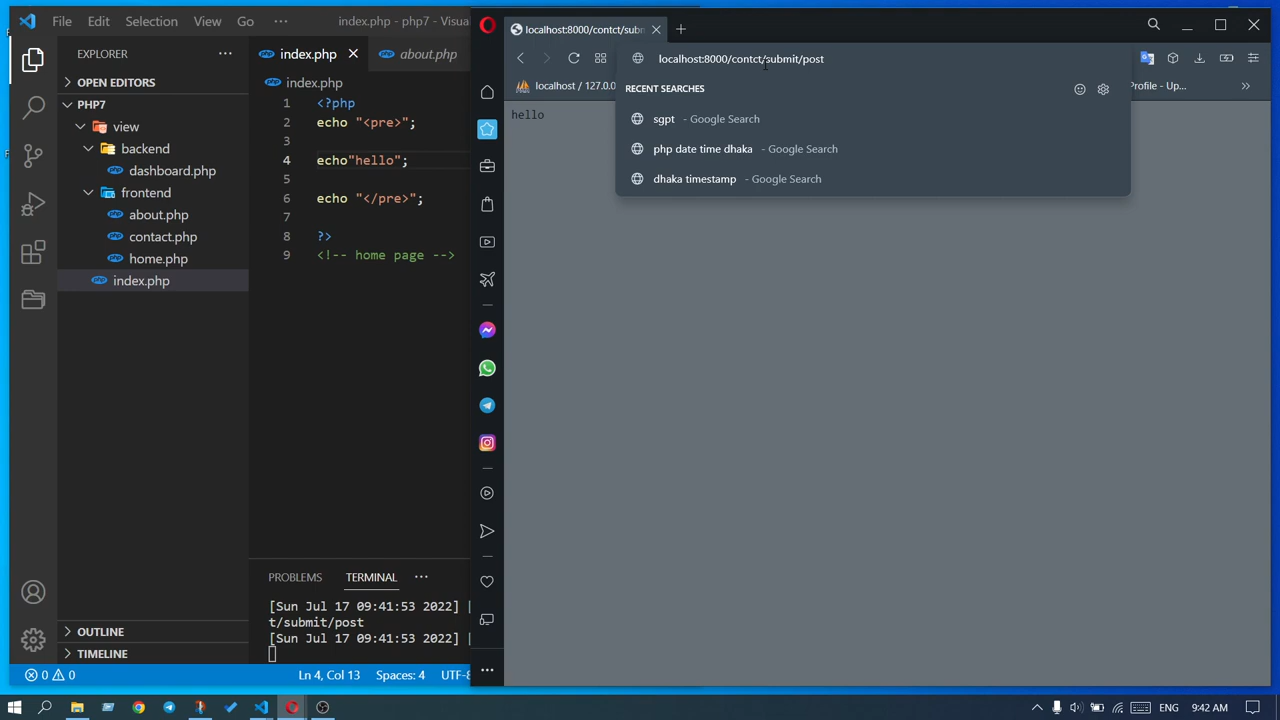 File Edit Selection View Go ··· index.php - php7 - Visua
EXPLORER ···
OPEN EDITORS
PHP7
view
backend
dashboard.php
frontend
about.php
contact.php
home.php
index.php
OUTLINE
TIMELINE
index.php about.php
index.php
1 <?php
2 echo "<pre>";
3
4 echo"hello";
5
6 echo "</pre>";
7
8 ?>
9 <!-- home page -->
PROBLEMS TERMINAL ···
[Sun Jul 17 09:41:53 2022] [
t/submit/post
[Sun Jul 17 09:41:53 2022] [
0 0 Ln 4, Col 13 Spaces: 4 UTF-8
localhost:8000/contct/subm
localhost:8000/contct/submit/post
localhost / 127.0.0 Profile - Up...
RECENT SEARCHES
sgpt - Google Search
php date time dhaka - Google Search
dhaka timestamp - Google Search
hello
ENG 9:42 AM